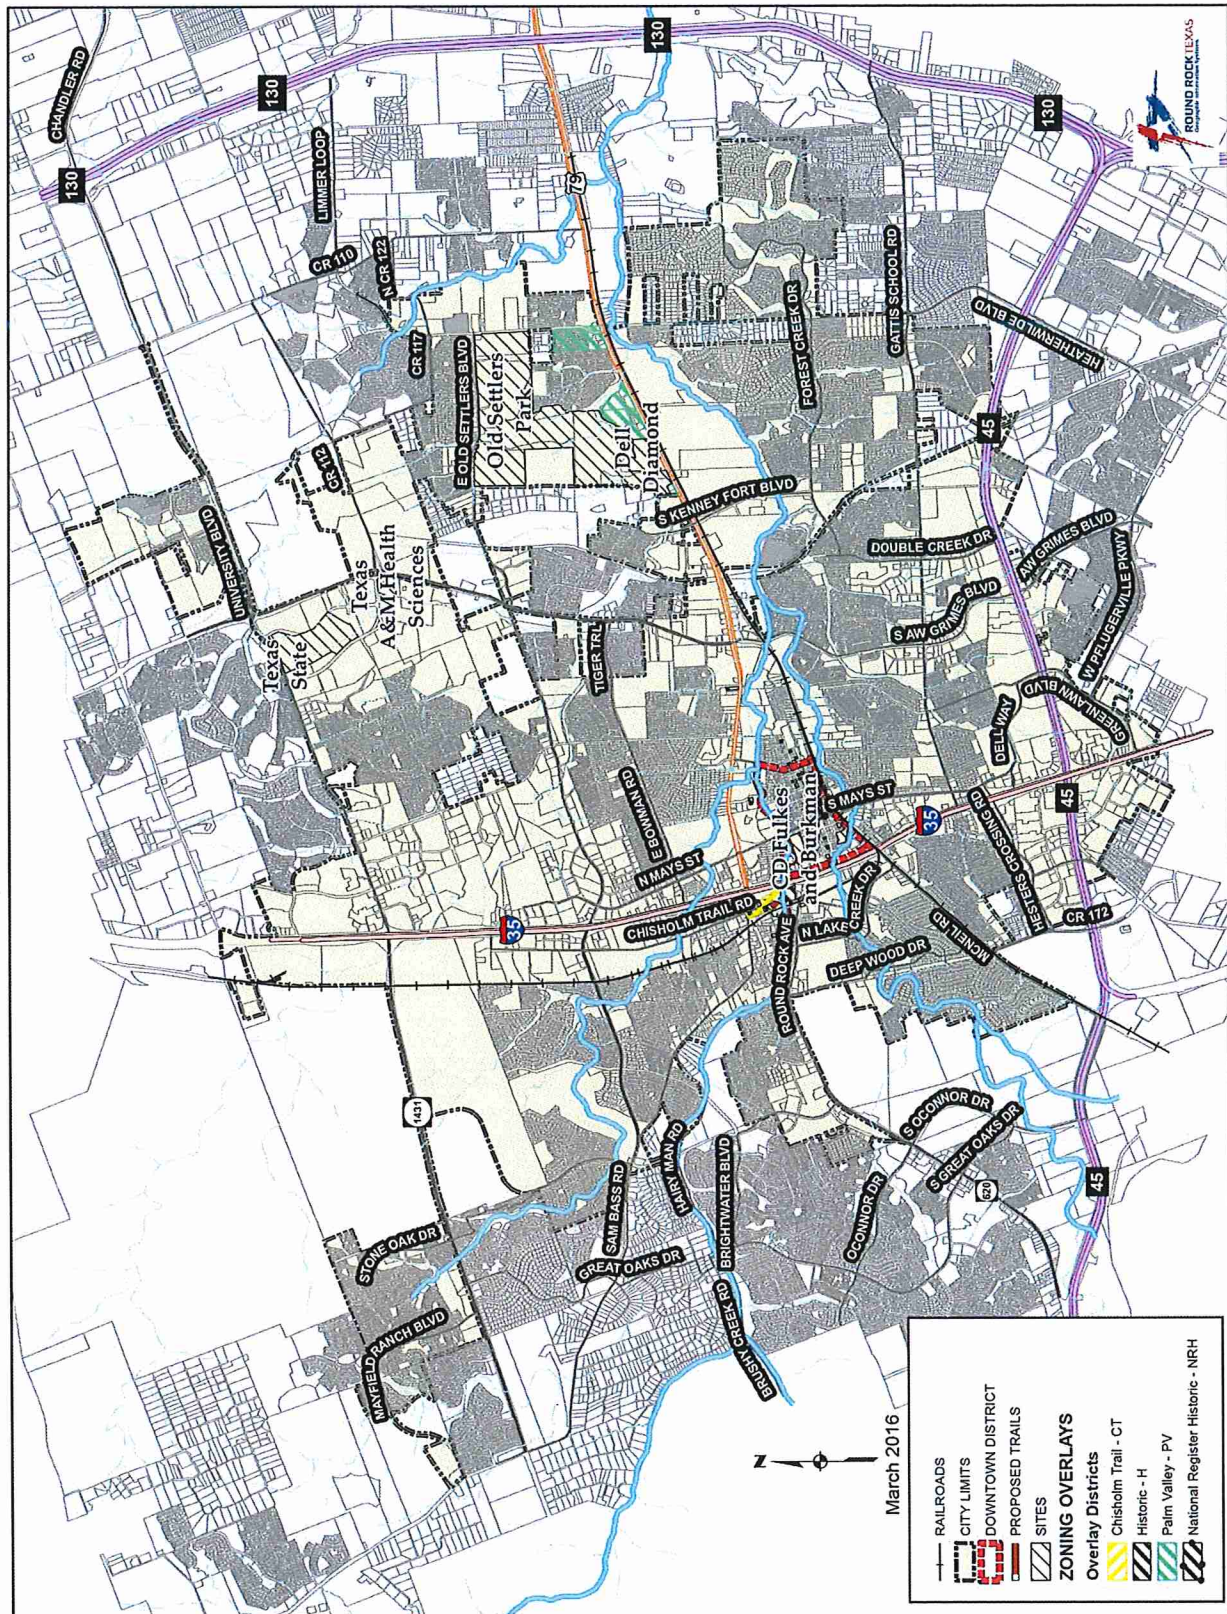 CHANDLER RD
130
130
130
LIMMER LOOP
CR 110
N CR 122
CR 117
79
UNIVERSITY BLVD
CR 112
E OLD SETTLERS BLVD
Old Settlers
Park
Dell
Diamond
Texas
State
Texas
A&M Health
Sciences
TIGER TRL
S KENNEY FORT BLVD
FOREST CREEK DR
GATTIS SCHOOL RD
130
HEATHERWILDE BLVD
45
DOUBLE CREEK DR
AW GRIMES BLVD
S AW GRIMES BLVD
W PFLUGERVILLE PKWY
GREENLAWN BLVD
DELL WAY
E BOWMAN RD
N MAYS ST
CHISHOLM TRAIL RD
35
CD Fulkes
and Burkman
S MAYS ST
35
HESTERS CROSSING RD
45
CR 172
MCNEIL RD
N LAKE CREEK DR
ROUND ROCK AVE
DEEP WOOD DR
1431
STONE OAK DR
MAYFIELD RANCH BLVD
SAM BASS RD
GREAT OAKS DR
HAIRY MAN RD
BRIGHTWATER BLVD
BRUSHY CREEK RD
OCONNOR DR
S OCONNOR DR
S GREAT OAKS DR
620
45
ROUND ROCK TEXAS
Geographic Information Systems
N
March 2016
RAILROADS
CITY LIMITS
DOWNTOWN DISTRICT
PROPOSED TRAILS
SITES
ZONING OVERLAYS
Overlay Districts
Chisholm Trail - CT
Historic - H
Palm Valley - PV
National Register Historic - NRH